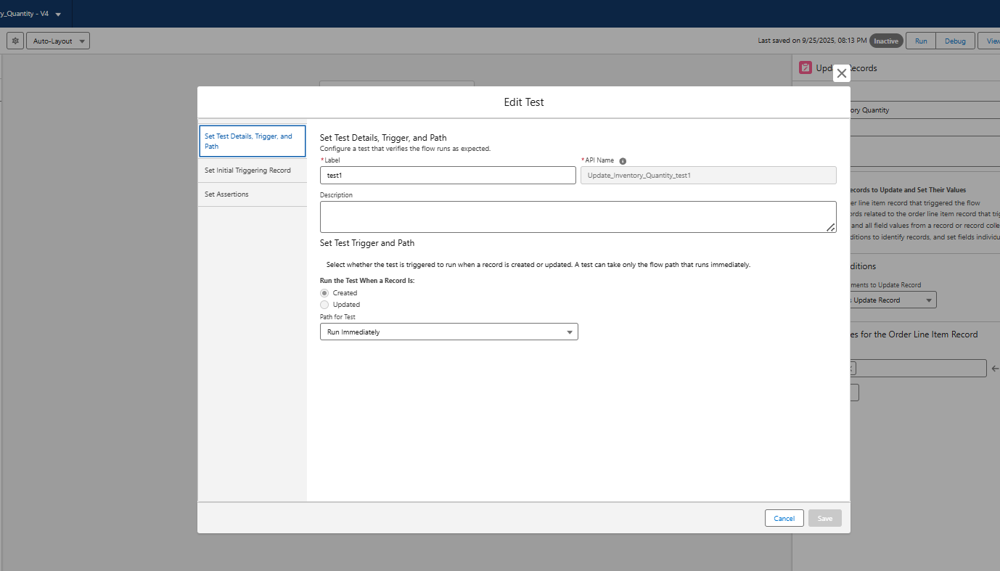 y_Quantity - V4
Auto-Layout
Last saved on 9/25/2025, 08:13 PM
Inactive
Run
Debug
View
Records
Edit Test
Set Test Details, Trigger, and
Path
Set Initial Triggering Record
Set Assertions
Set Test Details, Trigger, and Path
Configure a test that verifies the flow runs as expected.
*Label
*API Name
test1
Update_Inventory_Quantity_test1
Description
Set Test Trigger and Path
Select whether the test is triggered to run when a record is created or updated. A test can take only the flow path that runs immediately.
Run the Test When a Record Is:
Created
Updated
Path for Test
Run Immediately
Cancel
Save
ory Quantity
ecords to Update and Set Their Values
er line item record that triggered the flow
ords related to the order line item record that trig
and all field values from a record or record colle
ditions to identify records, and set fields individu
ditions
ments to Update Record
Update Record
es for the Order Line Item Record